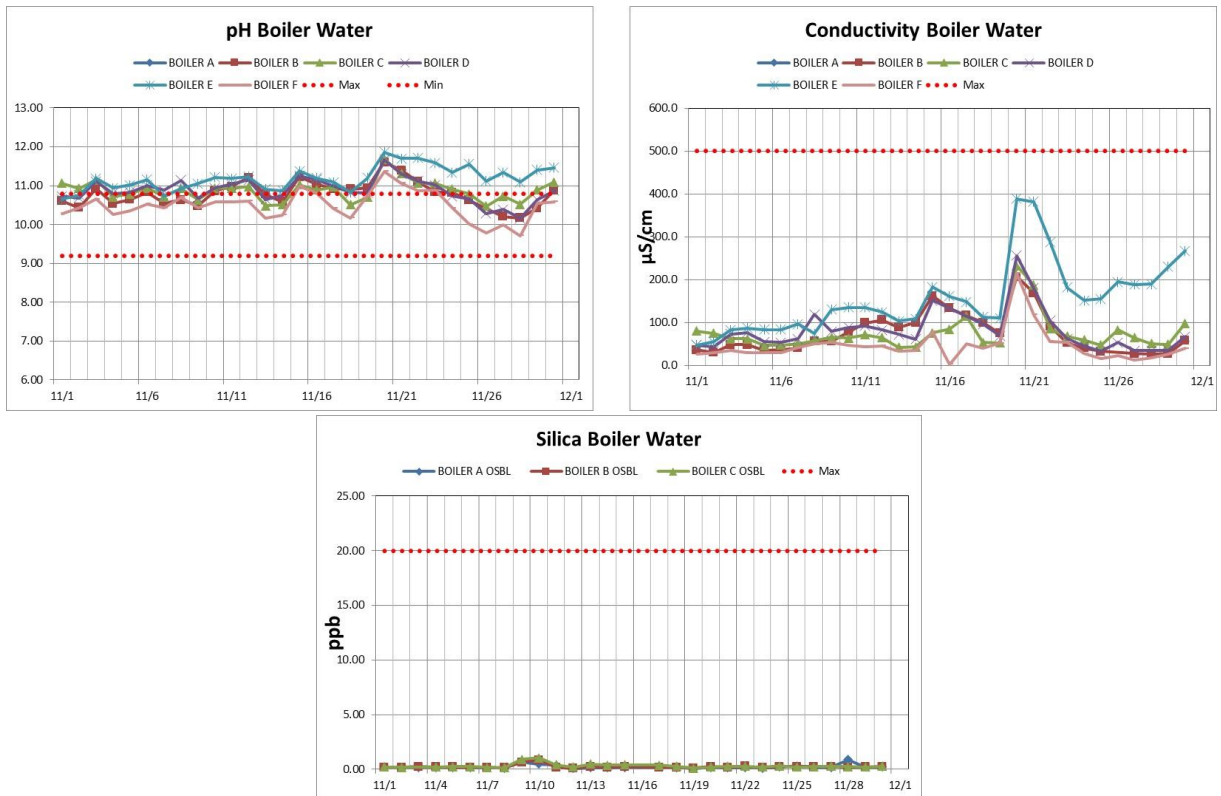 pH Boiler Water
BOILER A BOILER B BOILER C BOILER D
BOILER E BOILER F Max Min
13.00
12.00
11.00
10.00
9.00
8.00
7.00
6.00
11/1 11/6 11/11 11/16 11/21 11/26 12/1
Conductivity Boiler Water
BOILER A BOILER B BOILER C BOILER D
BOILER E BOILER F Max
µS/cm
600.0
500.0
400.0
300.0
200.0
100.0
0.0
11/1 11/6 11/11 11/16 11/21 11/26 12/1
Silica Boiler Water
BOILER A OSBL BOILER B OSBL BOILER C OSBL Max
ppb
25.00
20.00
15.00
10.00
5.00
0.00
11/1 11/4 11/7 11/10 11/13 11/16 11/19 11/22 11/25 11/28 12/1